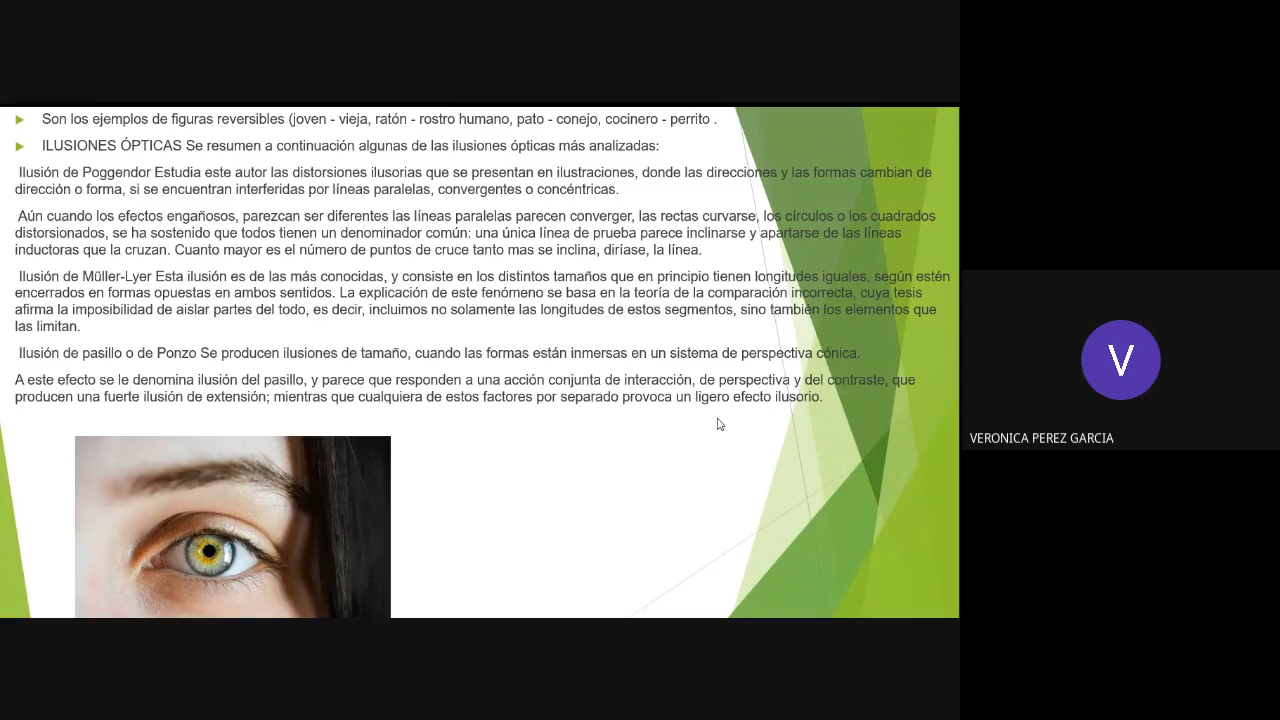 Son los ejemplos de figuras reversibles (joven - vieja, ratón - rostro humano, pato - conejo, cocinero - perrito .
ILUSIONES ÓPTICAS Se resumen a continuación algunas de las ilusiones ópticas más analizadas:
Ilusión de Poggendor Estudia este autor las distorsiones ilusorias que se presentan en ilustraciones, donde las direcciones y las formas cambian de
dirección o forma, si se encuentran interferidas por líneas paralelas, convergentes o concéntricas.
Aún cuando los efectos engañosos, parezcan ser diferentes las líneas paralelas parecen converger, las rectas curvarse, los círculos o los cuadrados
distorsionados, se ha sostenido que todos tienen un denominador común: una única línea de prueba parece inclinarse y apartarse de las líneas
inductoras que la cruzan. Cuanto mayor es el número de puntos de cruce tanto mas se inclina, diríase, la línea.
Ilusión de Müller-Lyer Esta ilusión es de las más conocidas, y consiste en los distintos tamaños que en principio tienen longitudes iguales, según estén
encerrados en formas opuestas en ambos sentidos. La explicación de este fenómeno se basa en la teoría de la comparación incorrecta, cuya tesis
afirma la imposibilidad de aislar partes del todo, es decir, incluimos no solamente las longitudes de estos segmentos, sino también los elementos que
las limitan.
Ilusión de pasillo o de Ponzo Se producen ilusiones de tamaño, cuando las formas están inmersas en un sistema de perspectiva cónica.
A este efecto se le denomina ilusión del pasillo, y parece que responden a una acción conjunta de interacción, de perspectiva y del contraste, que
producen una fuerte ilusión de extensión; mientras que cualquiera de estos factores por separado provoca un ligero efecto ilusorio.
V
VERONICA PEREZ GARCIA